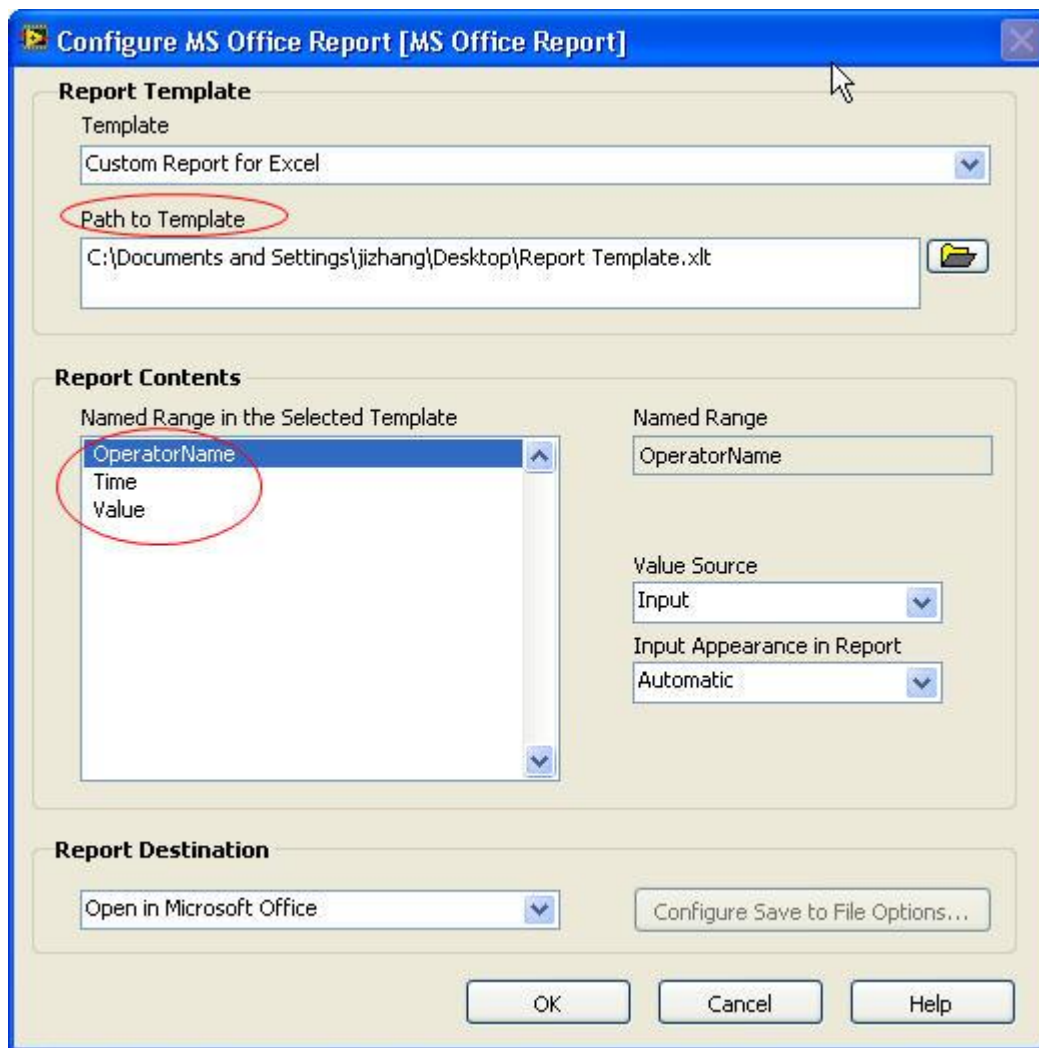 Configure MS Office Report [MS Office Report]
Report Template
Template
Custom Report for Excel
Path to Template
C:\Documents and Settings\jizhang\Desktop\Report Template.xlt
Report Contents
Named Range in the Selected Template
OperatorName
Time
Value
Named Range
OperatorName
Value Source
Input
Input Appearance in Report
Automatic
Report Destination
Open in Microsoft Office
Configure Save to File Options...
OK
Cancel
Help